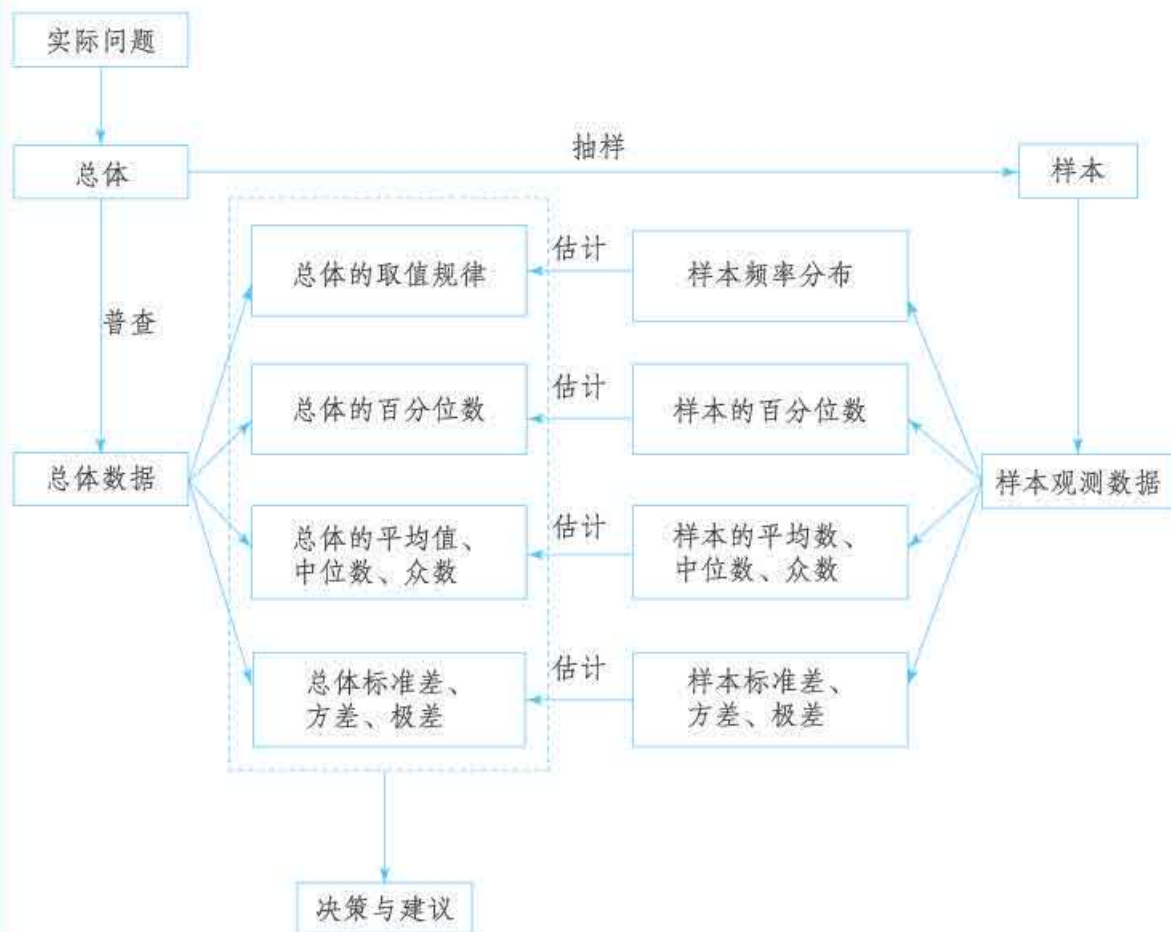 实际问题
抽样
总体
样本
估计
总体的取值规律
样本频率分布
普查
估计
总体的百分位数
样本的百分位数
总体数据
样本观测数据
估计
总体的平均值、
中位数、众数
样本的平均数、
中位数、众数
估计
总体标准差、
方差、极差
样本标准差、
方差、极差
决策与建议